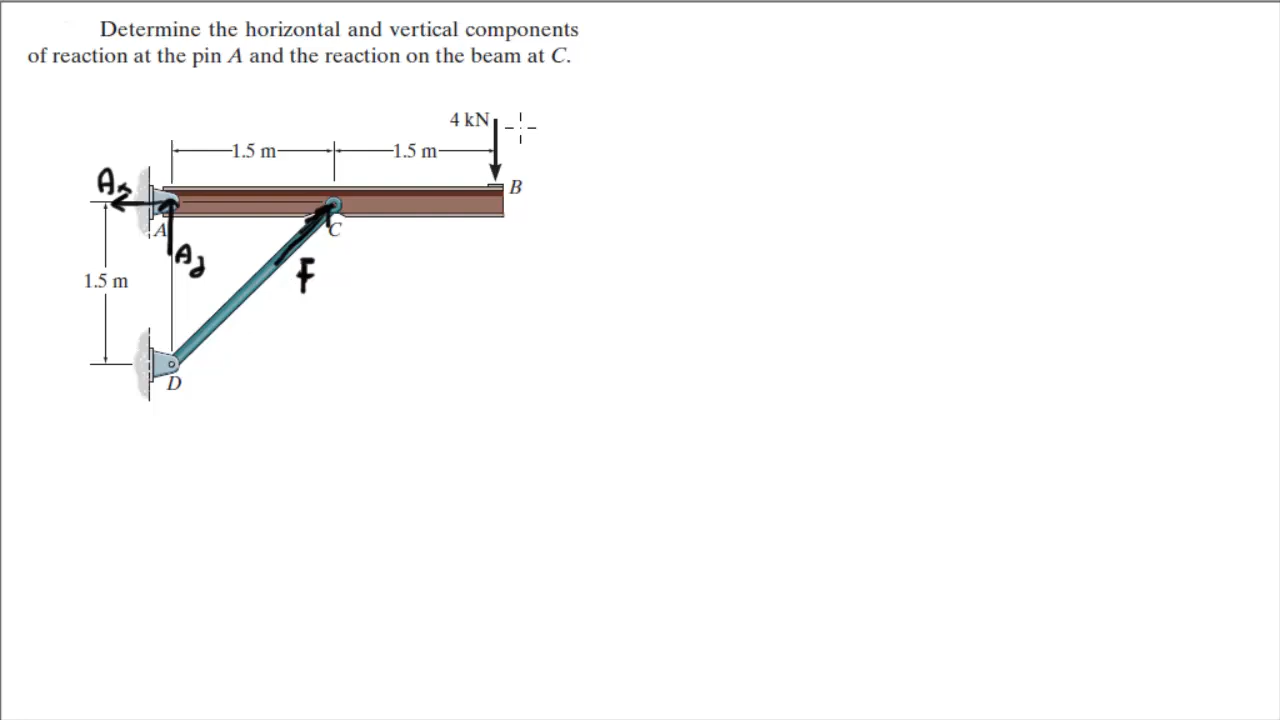 Determine the horizontal and vertical components
of reaction at the pin A and the reaction on the beam at C.
4 kN
1.5 m 1.5 m
Ax
B
A
C
Ay
F
1.5 m
D